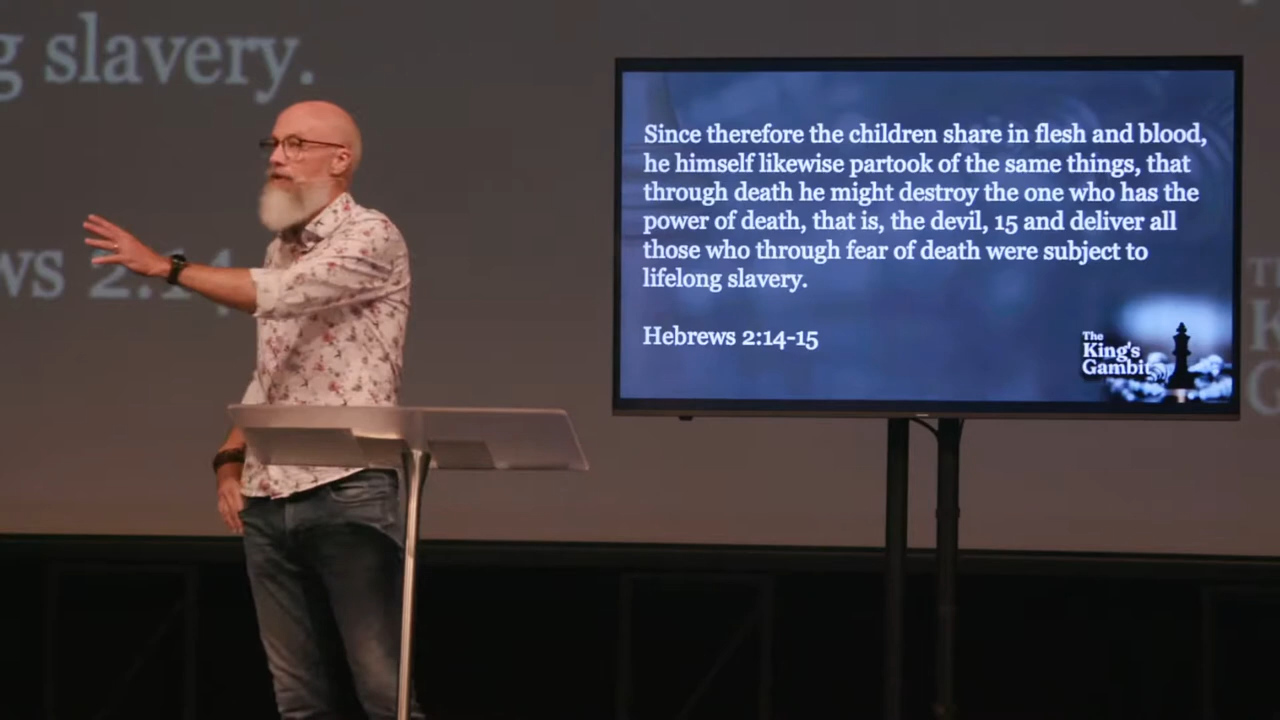 g slavery.
ws 2:14
Since therefore the children share in flesh and blood,
he himself likewise partook of the same things, that
through death he might destroy the one who has the
power of death, that is, the devil, 15 and deliver all
those who through fear of death were subject to
lifelong slavery.
Hebrews 2:14-15
The
King's
Gambit
TH
K
G